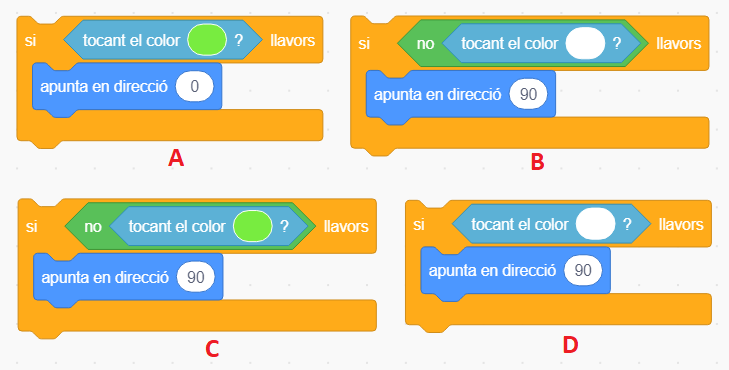 si tocant el color ? llavors
apunta en direcció 0
A
si no tocant el color ? llavors
apunta en direcció 90
B
si no tocant el color ? llavors
apunta en direcció 90
C
si tocant el color ? llavors
apunta en direcció 90
D